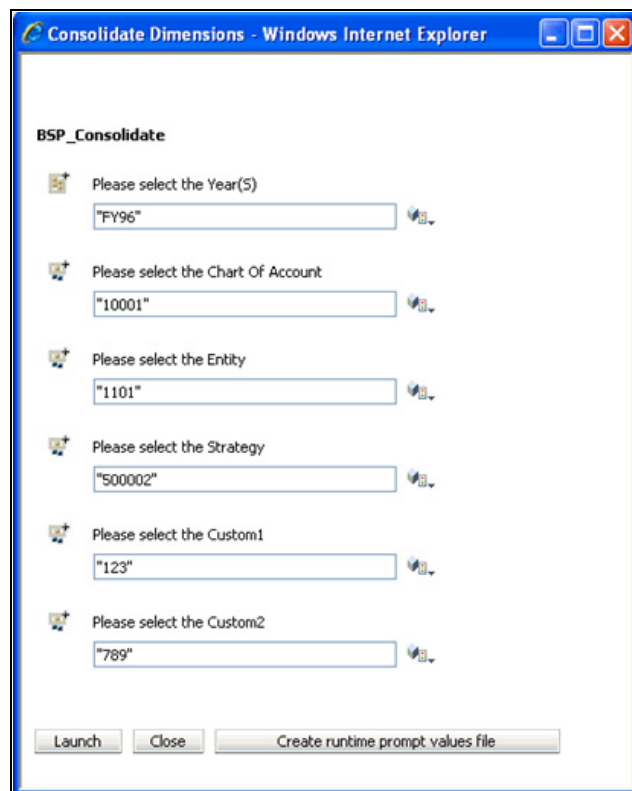 Consolidate Dimensions - Windows Internet Explorer
BSP_Consolidate
Please select the Year(S)
"FY96"
Please select the Chart Of Account
"10001"
Please select the Entity
"1101"
Please select the Strategy
"500002"
Please select the Custom1
"123"
Please select the Custom2
"789"
Launch Close Create runtime prompt values file